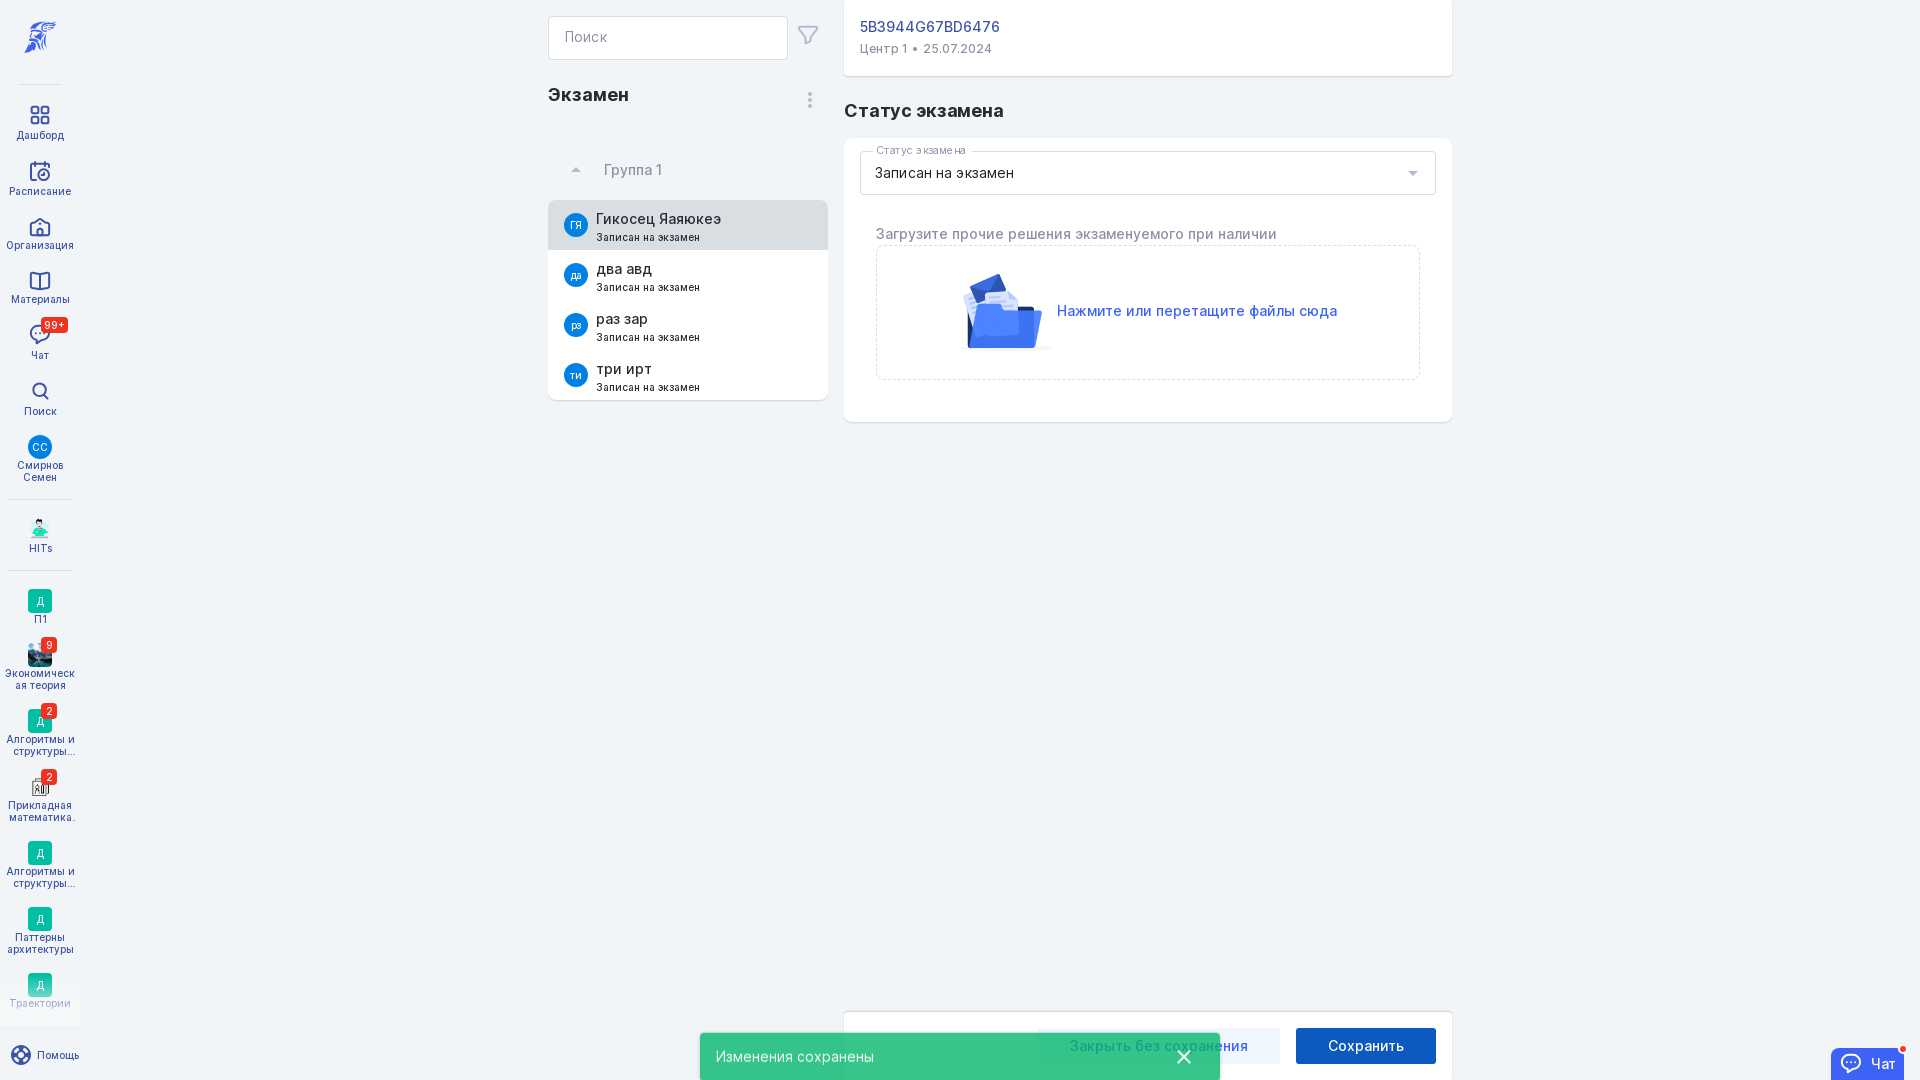 Дашборд
Расписание
Организация
Материалы
99+
Чат
Поиск
СС
Смирнов
Семен
HITs
Д
П1
9
Экономическ
ая теория
2
Д
Алгоритмы и
структуры...
2
Прикладная
математика.
Д
Алгоритмы и
структуры...
Д
Паттерны
архитектуры
Д
Траектории
Помощь
Поиск
Экзамен
Группа 1
ГЯ
Гикосец Яаяюкеэ
Записан на экзамен
да
два авд
Записан на экзамен
рз
раз зар
Записан на экзамен
ти
три ирт
Записан на экзамен
5B3944G67BD6476
Центр 1 • 25.07.2024
Статус экзамена
Статус экзамена
Записан на экзамен
Загрузите прочие решения экзаменуемого при наличии
Нажмите или перетащите файлы сюда
Закрыть без сохранения
Сохранить
Изменения сохранены
Чат